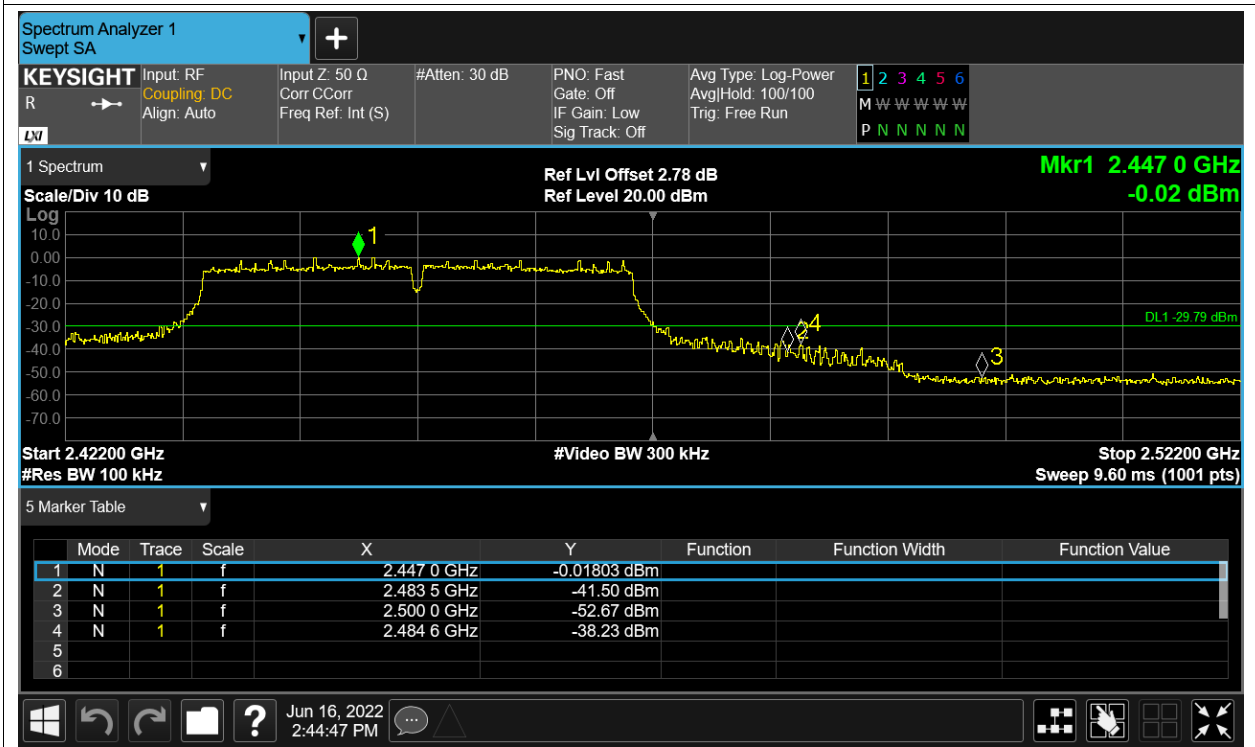 Spectrum Analyzer 1
Swept SA
KEYSIGHT Input: RF Input Z: 50 Ω #Atten: 30 dB PNO: Fast Avg Type: Log-Power 1 2 3 4 5 6
R Coupling: DC Corr CCorr Gate: Off Avg|Hold: 100/100 M W W W W W
Align: Auto Freq Ref: Int (S) IF Gain: Low Trig: Free Run
LXI Sig Track: Off P N N N N N
1 Spectrum Ref Lvl Offset 2.78 dB Mkr1 2.447 0 GHz
Scale/Div 10 dB Ref Level 20.00 dBm -0.02 dBm
Log
10.0
1
0.00
-10.0
-20.0
-30.0 DL1 -29.79 dBm
2 4
-40.0
3
-50.0
-60.0
-70.0
Start 2.42200 GHz #Video BW 300 kHz Stop 2.52200 GHz
#Res BW 100 kHz Sweep 9.60 ms (1001 pts)
5 Marker Table
Mode Trace Scale X Y Function Function Width Function Value
1 N 1 f 2.447 0 GHz -0.01803 dBm
2 N 1 f 2.483 5 GHz -41.50 dBm
3 N 1 f 2.500 0 GHz -52.67 dBm
4 N 1 f 2.484 6 GHz -38.23 dBm
5
6
? Jun 16, 2022
2:44:47 PM